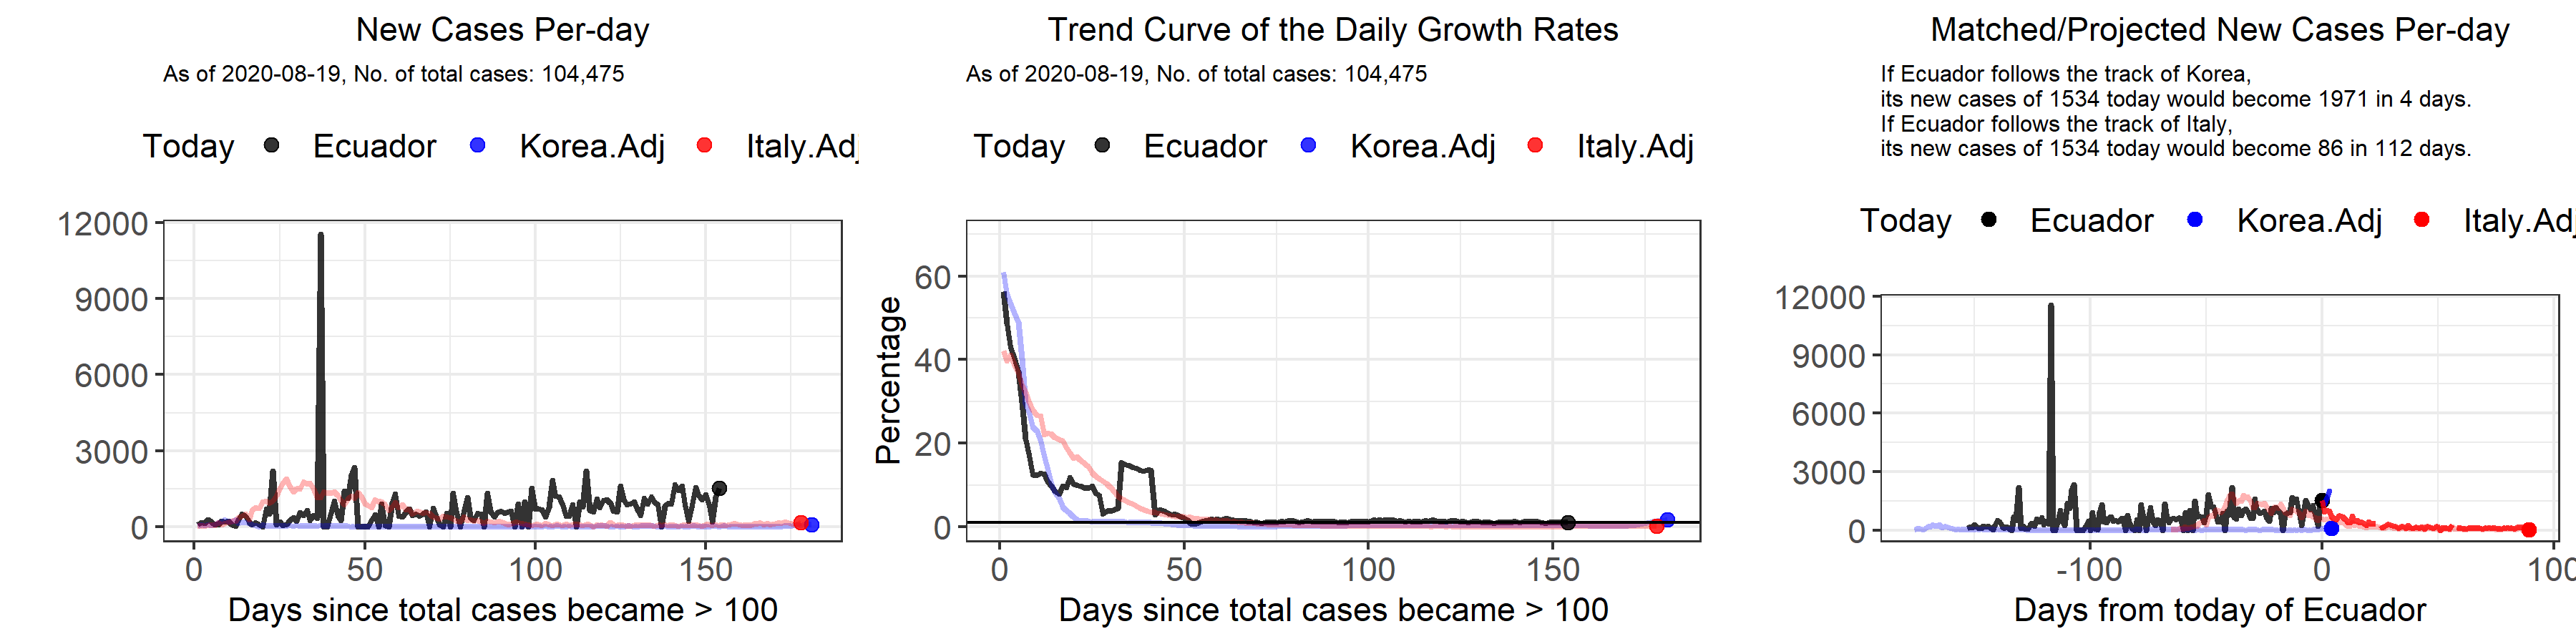 New Cases Per-day
As of 2020-08-19, No. of total cases: 104,475
Today Ecuador Korea.Adj Italy.Adj
12000
9000
6000
3000
0
0 50 100 150
Days since total cases became > 100
Trend Curve of the Daily Growth Rates
As of 2020-08-19, No. of total cases: 104,475
Today Ecuador Korea.Adj Italy.Adj
Percentage
60
40
20
0
0 50 100 150
Days since total cases became > 100
Matched/Projected New Cases Per-day
If Ecuador follows the track of Korea,
its new cases of 1534 today would become 1971 in 4 days.
If Ecuador follows the track of Italy,
its new cases of 1534 today would become 86 in 112 days.
Today Ecuador Korea.Adj Italy.Adj
12000
9000
6000
3000
0
-100 0 100
Days from today of Ecuador